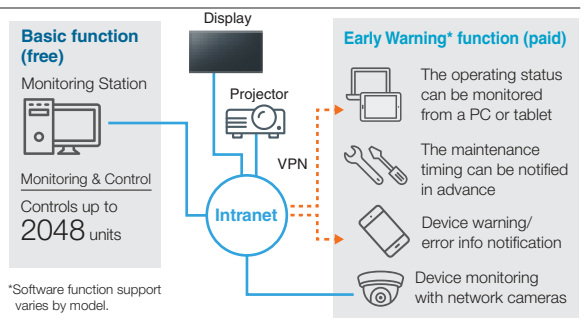 Display
Basic function
(free)
Monitoring Station
Monitoring & Control
Controls up to
2048 units
*Software function support
varies by model.
Projector
VPN
Intranet
Early Warning* function (paid)
The operating status
can be monitored
from a PC or tablet
The maintenance
timing can be notified
in advance
Device warning/
error info notification
Device monitoring
with network cameras